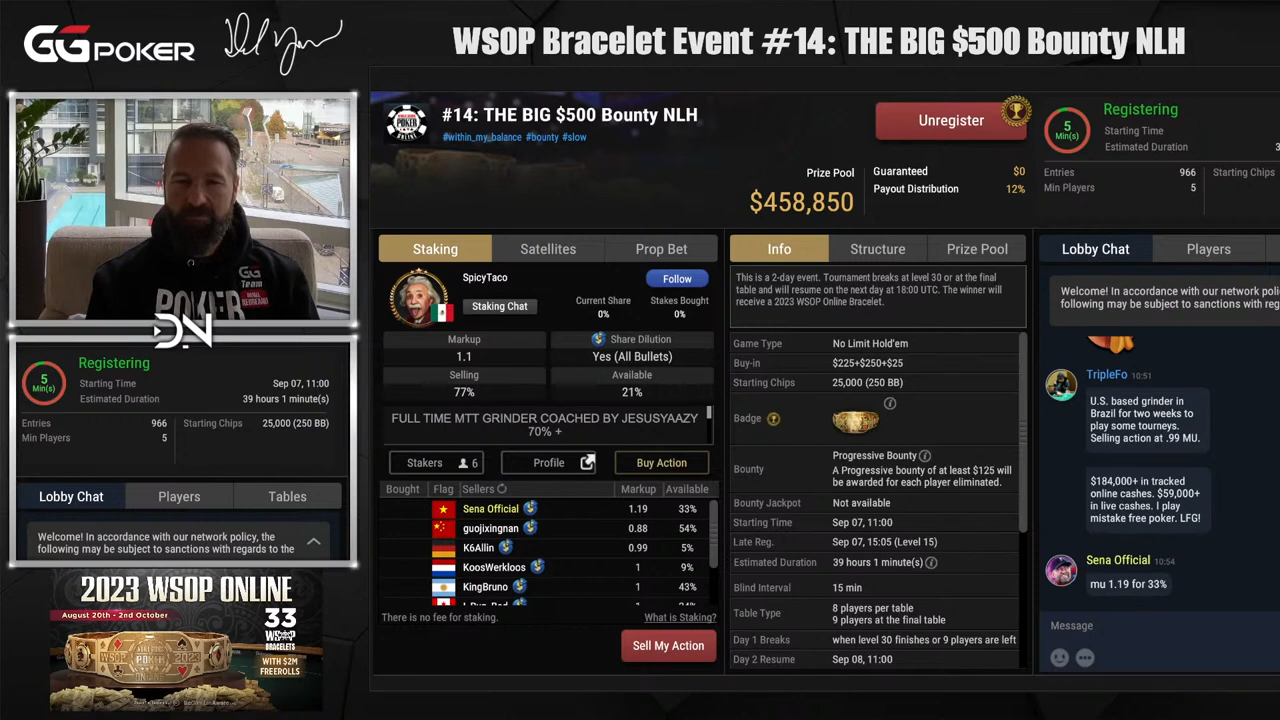 GG POKER
WSOP Bracelet Event #14: THE BIG $500 Bounty NLH
#14: THE BIG $500 Bounty NLH
#within_my_balance #bounty #slow
Unregister
Prize Pool
$458,850
Guaranteed $0
Payout Distribution 12%
5 Min(s)
Registering
Starting Time
Estimated Duration
Entries 966
Min Players 5
Starting Chips
GG
Team
POKER
DN
5 Min(s)
Registering
Starting Time Sep 07, 11:00
Estimated Duration 39 hours 1 minute(s)
Entries 966
Starting Chips 25,000 (250 BB)
Min Players 5
Lobby Chat Players Tables
Welcome! In accordance with our network policy, the
following may be subject to sanctions with regards to the
2023 WSOP ONLINE
August 20th - 2nd October
33
WSOP
BRACELETS
WITH $2M
FREEROLLS
WSOP
POKER
2023
Staking Satellites Prop Bet
SpicyTaco
Follow
Staking Chat
Current Share
0%
Stakes Bought
0%
Markup
1.1
Share Dilution
Yes (All Bullets)
Selling
77%
Available
21%
FULL TIME MTT GRINDER COACHED BY JESUSYAAZY
70% +
Stakers 6
Profile
Buy Action
Bought Flag Sellers Markup Available
Sena Official 1.19 33%
guojixingnan 0.88 54%
K6Allin 0.99 5%
KoosWerkloos 1 9%
KingBruno 1 43%
There is no fee for staking.
What is Staking?
Sell My Action
Info Structure Prize Pool
This is a 2-day event. Tournament breaks at level 30 or at the final
table and will resume on the next day at 18:00 UTC. The winner will
receive a 2023 WSOP Online Bracelet.
Game Type No Limit Hold'em
Buy-in $225+$250+$25
Starting Chips 25,000 (250 BB)
Badge
Bounty
Progressive Bounty
A Progressive bounty of at least $125 will
be awarded for each player eliminated.
Bounty Jackpot Not available
Starting Time Sep 07, 11:00
Late Reg. Sep 07, 15:05 (Level 15)
Estimated Duration 39 hours 1 minute(s)
Blind Interval 15 min
Table Type 8 players per table
9 players at the final table
Day 1 Breaks when level 30 finishes or 9 players are left
Day 2 Resume Sep 08, 11:00
Lobby Chat Players
Welcome! In accordance with our network polic
following may be subject to sanctions with reg
TripleFo 10:51
U.S. based grinder in
Brazil for two weeks to
play some tourneys.
Selling action at .99 MU.
$184,000+ in tracked
online cashes. $59,000+
in live cashes. I play
mistake free poker. LFG!
Sena Official 10:54
mu 1.19 for 33%
Message